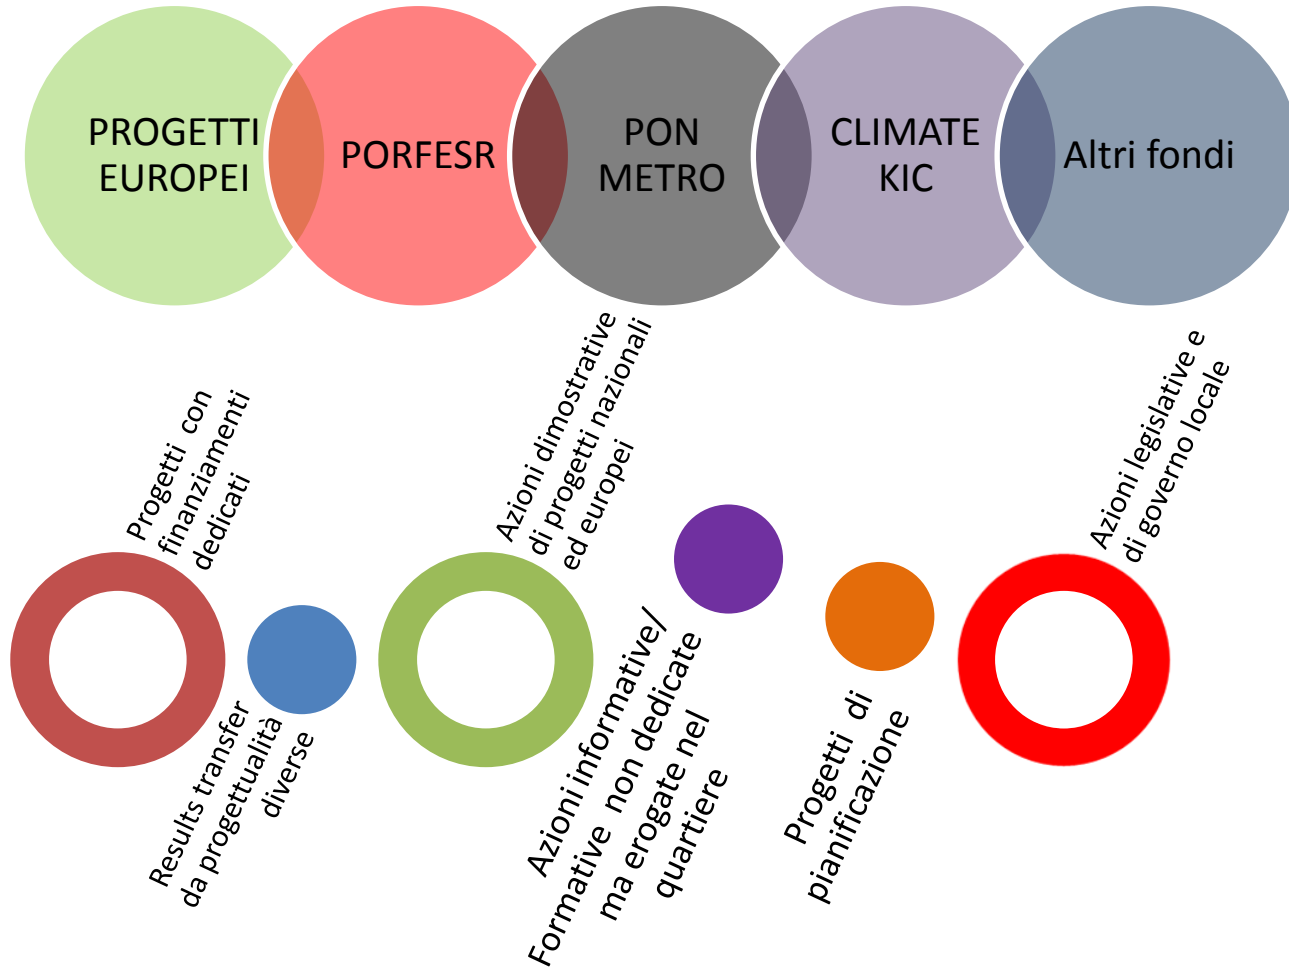 PROGETTI
EUROPEI
PORFESR
PON
METRO
CLIMATE
KIC
Altri fondi
Progetti con
finanziamenti
dedicati
Results transfer
da progettualità
diverse
Azioni dimostrative
di progetti nazionali
ed europei
Azioni informative/
Formative non dedicate
ma erogate nel
quartiere
Progetti di
pianificazione
Azioni legislative e
di governo locale